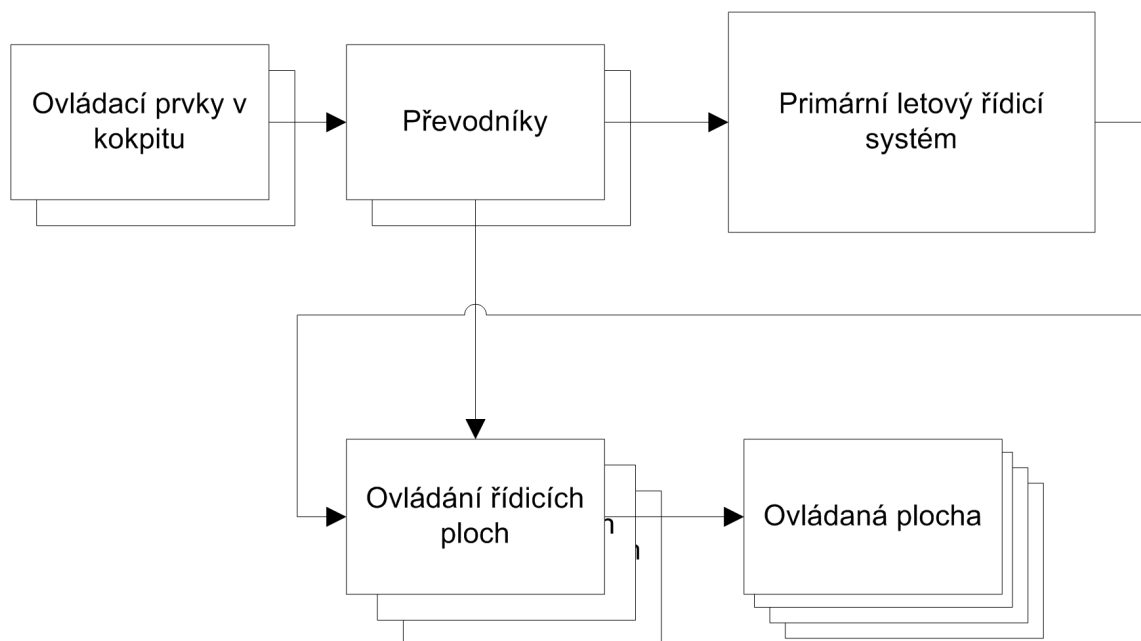 Ovládací prvky v
kokpitu
Převodníky
Primární letový řídicí
systém
Ovládání řídicích
ploch
Ovládaná plocha